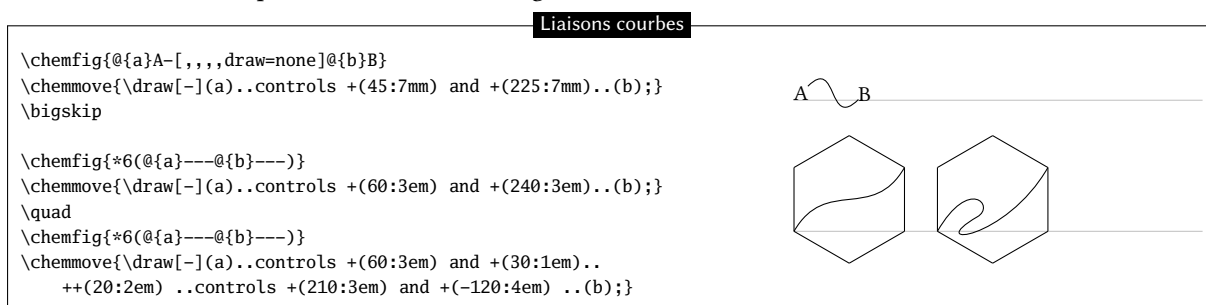 Liaisons courbes
\chemfig{@{a}A-[,,,,draw=none]@{b}B}
\chemmove{\draw[-](a)..controls +(45:7mm) and +(225:7mm)..(b);}
\bigskip
\chemfig{*6(@{a}---@{b}---)}
\chemmove{\draw[-](a)..controls +(60:3em) and +(240:3em)..(b);}
\quad
\chemfig{*6(@{a}---@{b}---)}
\chemmove{\draw[-](a)..controls +(60:3em) and +(30:1em)..
++(20:2em) ..controls +(210:3em) and +(-120:4em) ..(b);}
A B